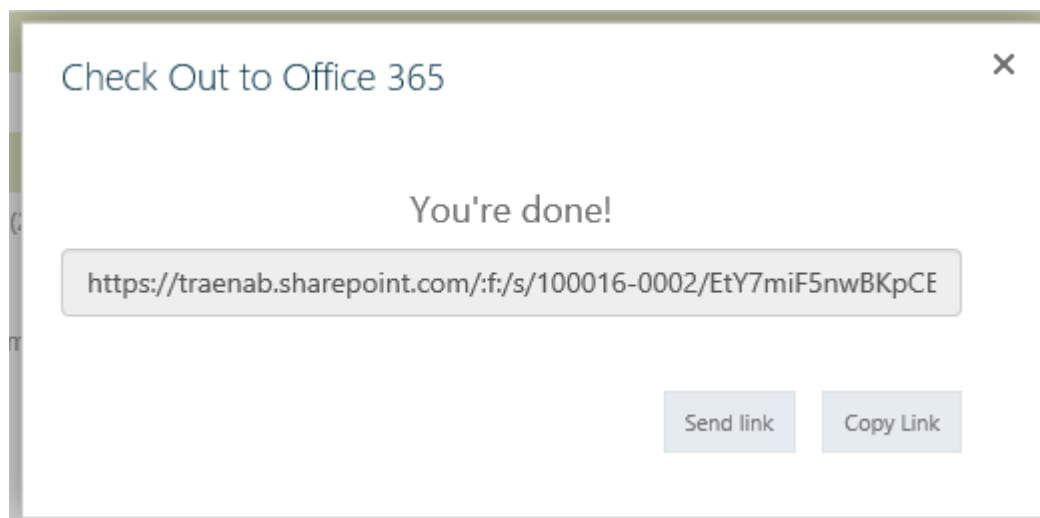 Check Out to Office 365
You're done!
https://traenab.sharepoint.com/:f:/s/100016-0002/EtY7miF5nwBKpCE
Send link
Copy Link